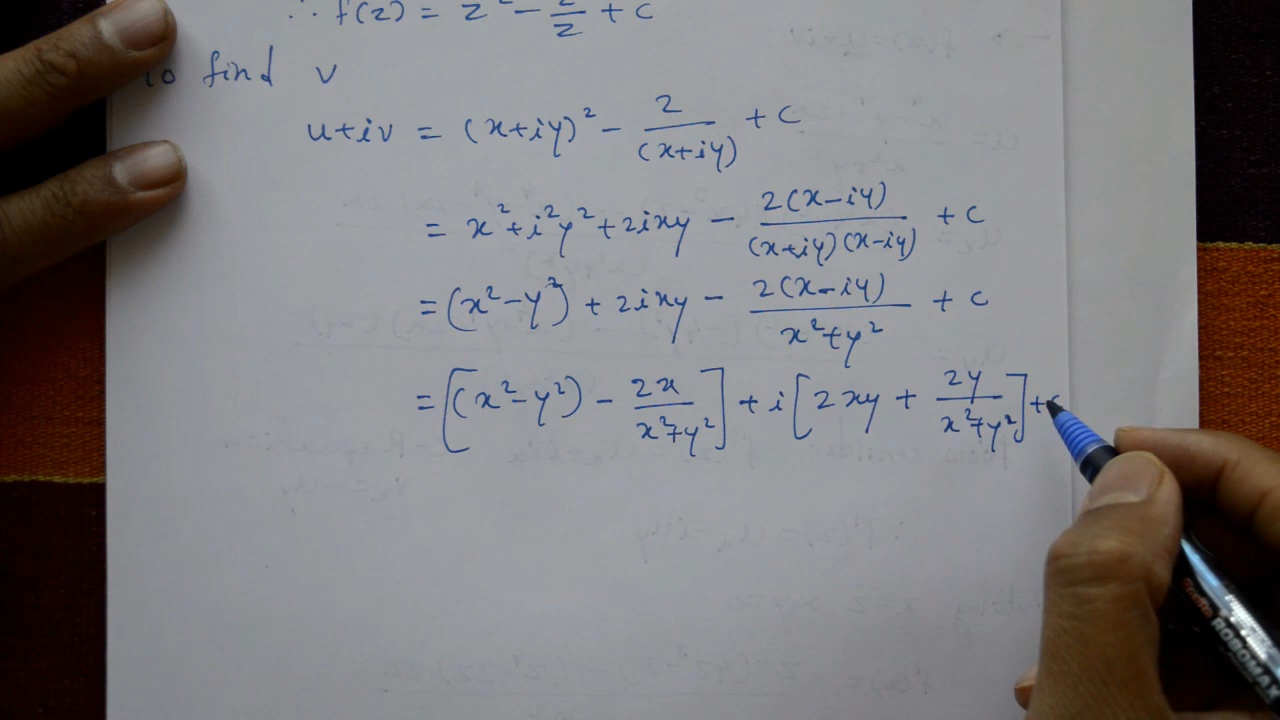 ∴ f(z) = z² - 2/z + c
To find v
u+iv = (x+iy)² - 2/(x+iy) + c
= x²+i²y²+2ixy - 2(x-iy)/(x+iy)(x-iy) + c
= (x²-y²) + 2ixy - 2(x-iy)/x²+y² + c
= [(x²-y²) - 2x/x²+y²] + i[2xy + 2y/x²+y²] + c
ROBOMAX